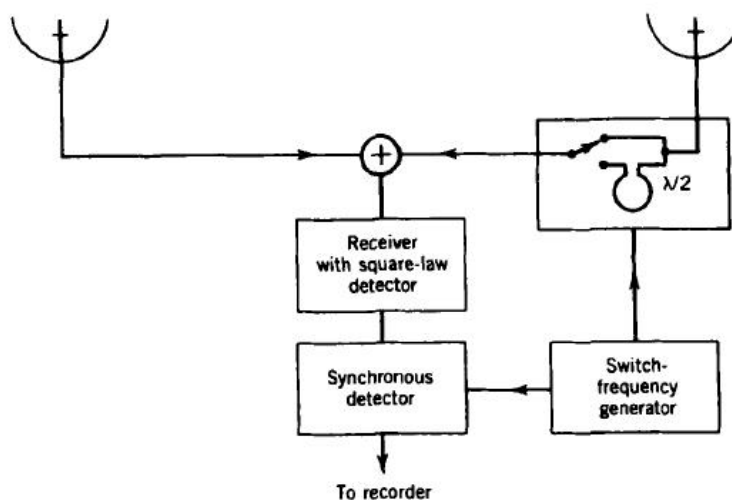 +
λ/2
Receiver
with square-law
detector
Synchronous
detector
Switch-
frequency
generator
To recorder